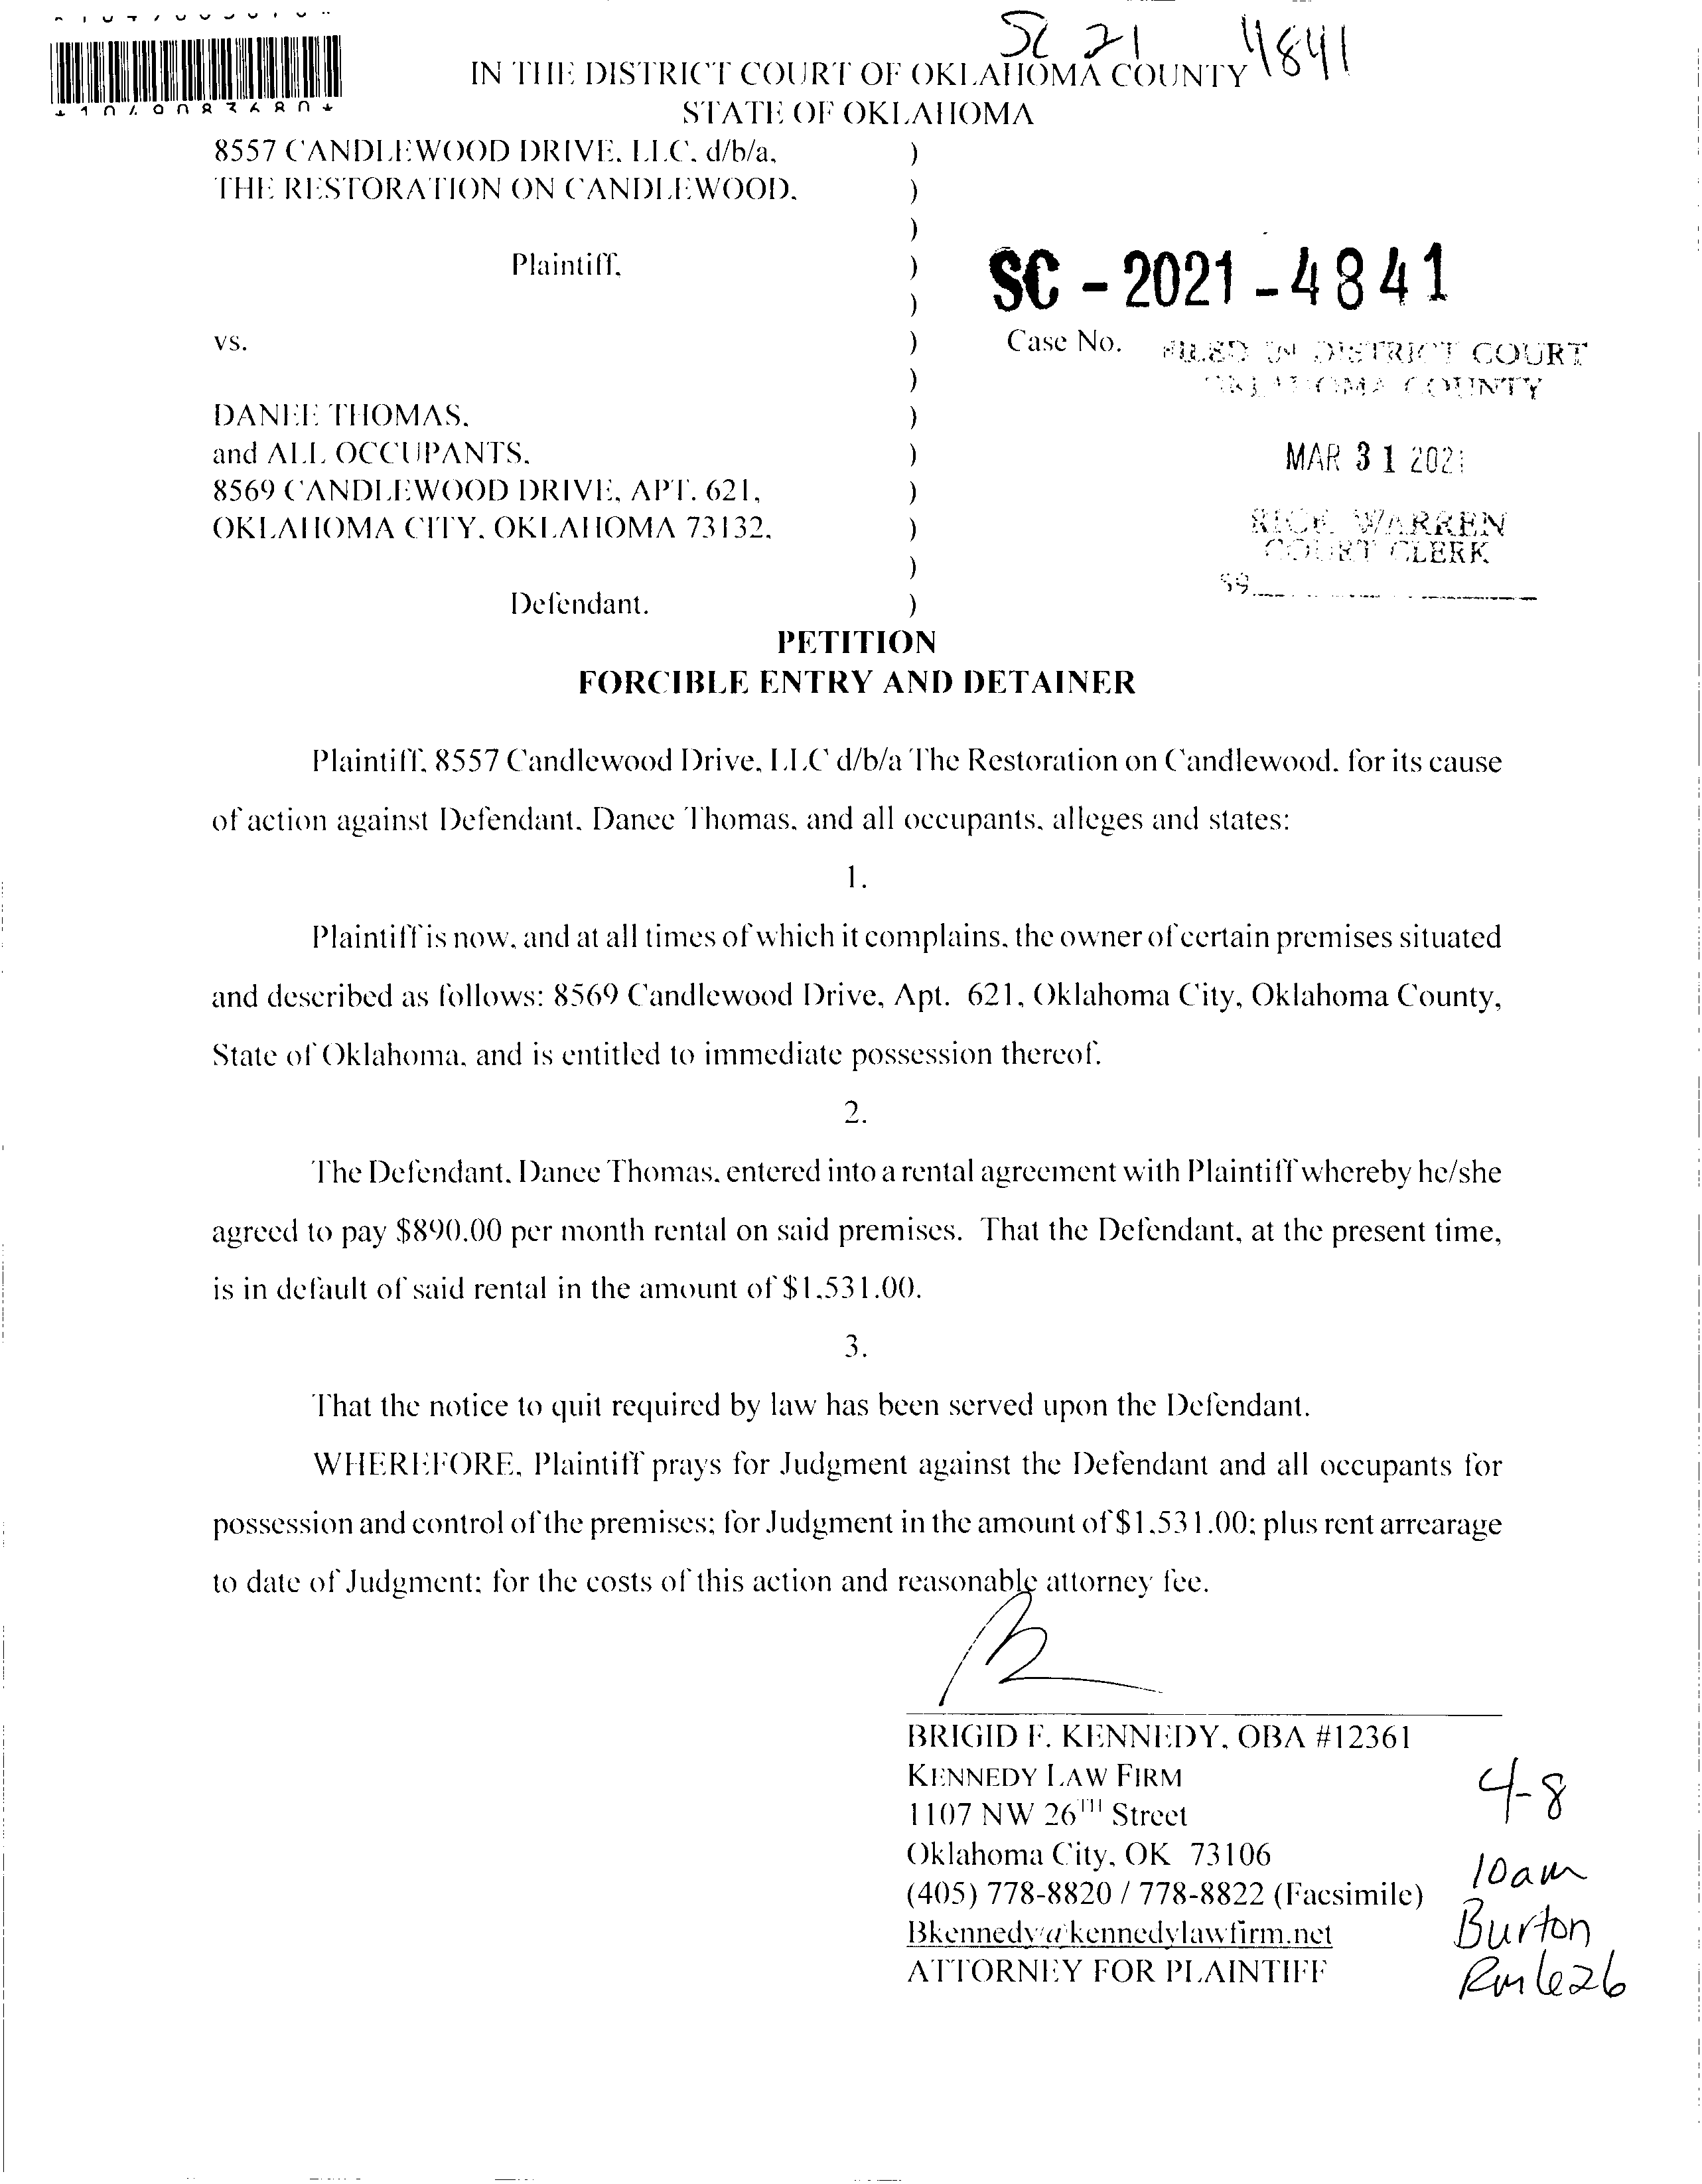 SC 21 4841
*1049083680*
IN THE DISTRICT COURT OF OKLAHOMA COUNTY
STATE OF OKLAHOMA
8557 CANDLEWOOD DRIVE, LLC, d/b/a, )
THE RESTORATION ON CANDLEWOOD, )
)
Plaintiff, )
SC - 2021 - 4841
)
vs. ) Case No.
FILED IN DISTRICT COURT
OKLAHOMA COUNTY
)
DANEE THOMAS, )
and ALL OCCUPANTS, )
MAR 31 2021
8569 CANDLEWOOD DRIVE, APT. 621, )
OKLAHOMA CITY, OKLAHOMA 73132, )
RICK WARREN
COURT CLERK
)
59
Defendant. )
PETITION
FORCIBLE ENTRY AND DETAINER
Plaintiff, 8557 Candlewood Drive, LLC d/b/a The Restoration on Candlewood, for its cause
of action against Defendant, Danee Thomas, and all occupants, alleges and states:
1.
Plaintiff is now, and at all times of which it complains, the owner of certain premises situated
and described as follows: 8569 Candlewood Drive, Apt. 621, Oklahoma City, Oklahoma County,
State of Oklahoma, and is entitled to immediate possession thereof.
2.
The Defendant, Danee Thomas, entered into a rental agreement with Plaintiff whereby he/she
agreed to pay $890.00 per month rental on said premises. That the Defendant, at the present time,
is in default of said rental in the amount of $1,531.00.
3.
That the notice to quit required by law has been served upon the Defendant.
WHEREFORE, Plaintiff prays for Judgment against the Defendant and all occupants for
possession and control of the premises; for Judgment in the amount of $1,531.00; plus rent arrearage
to date of Judgment; for the costs of this action and reasonable attorney fee.
BRIGID F. KENNEDY, OBA #12361
KENNEDY LAW FIRM
1107 NW 26TH Street
Oklahoma City, OK 73106
(405) 778-8820 / 778-8822 (Facsimile)
Bkennedy@kennedylawfirm.net
ATTORNEY FOR PLAINTIFF
4-8
10am
Burton
Rm 626